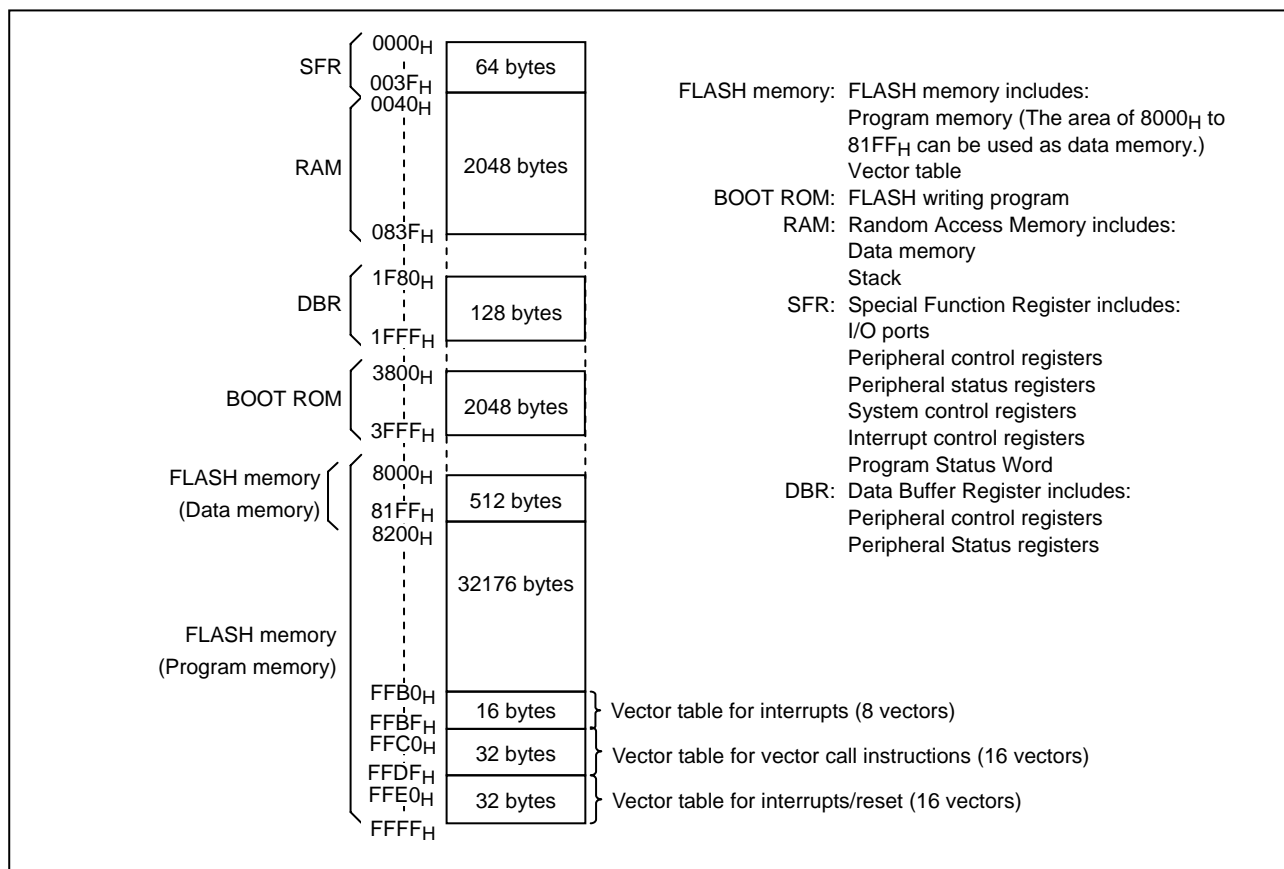 0000H
SFR
64 bytes
003FH
0040H
RAM
2048 bytes
083FH
1F80H
DBR
128 bytes
1FFFH
3800H
BOOT ROM
2048 bytes
3FFFH
FLASH memory
(Data memory)
8000H
512 bytes
81FFH
8200H
32176 bytes
FLASH memory
(Program memory)
FFB0H
16 bytes
Vector table for interrupts (8 vectors)
FFBFH
FFC0H
32 bytes
Vector table for vector call instructions (16 vectors)
FFDFH
FFE0H
32 bytes
Vector table for interrupts/reset (16 vectors)
FFFFH
FLASH memory: FLASH memory includes:
Program memory (The area of 8000H to
81FFH can be used as data memory.)
Vector table
BOOT ROM: FLASH writing program
RAM: Random Access Memory includes:
Data memory
Stack
SFR: Special Function Register includes:
I/O ports
Peripheral control registers
Peripheral status registers
System control registers
Interrupt control registers
Program Status Word
DBR: Data Buffer Register includes:
Peripheral control registers
Peripheral Status registers